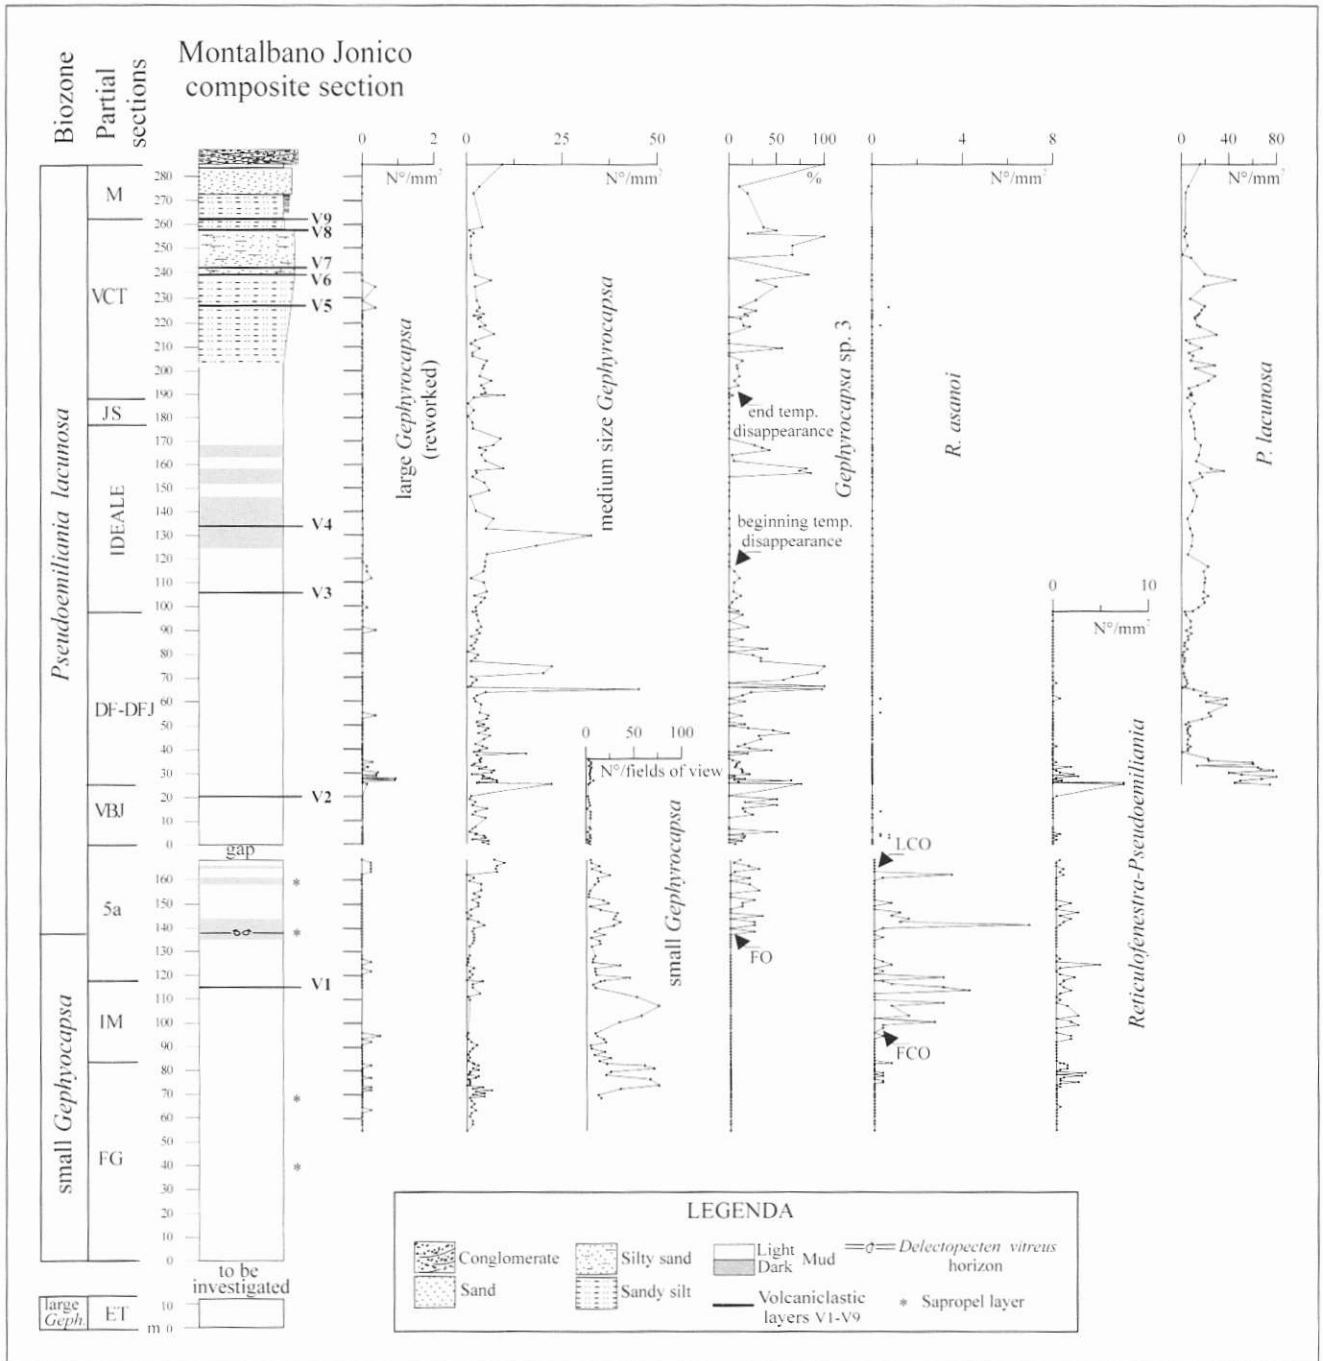 Montalbano Jonico
composite section
Biozone
Partial
sections
0 2
N°/mm²
0 25 50
N°/mm²
0 50 100
%
0 4 8
N°/mm²
0 40 80
N°/mm²
Pseudoemiliania lacunosa
small Gephyocapsa
large
Geph.
M
VCT
JS
IDEALE
DF-DFJ
VBJ
5a
IM
FG
ET
280
270
260
250
240
230
220
210
200
190
180
170
160
150
140
130
120
110
100
90
80
70
60
50
40
30
20
10
0
gap
160
150
140
130
120
110
100
90
80
70
60
50
40
30
20
10
0
to be
investigated
10
m 0
V9
V8
V7
V6
V5
V4
V3
V2
V1
*
*
*
*
large Gephyrocapsa
(reworked)
medium size Gephyrocapsa
0 50 100
N°/fields of view
small Gephyrocapsa
Gephyrocapsa sp. 3
end temp.
disappearance
beginning temp.
disappearance
FO
R. asanoi
LCO
FCO
0 10
N°/mm²
Reticulofenestra-Pseudoemiliania
P. lacunosa
LEGENDA
Conglomerate
Sand
Silty sand
Sandy silt
Light
Dark
Mud
Volcaniclastic
layers V1-V9
Delectopecten vitreus
horizon
* Sapropel layer